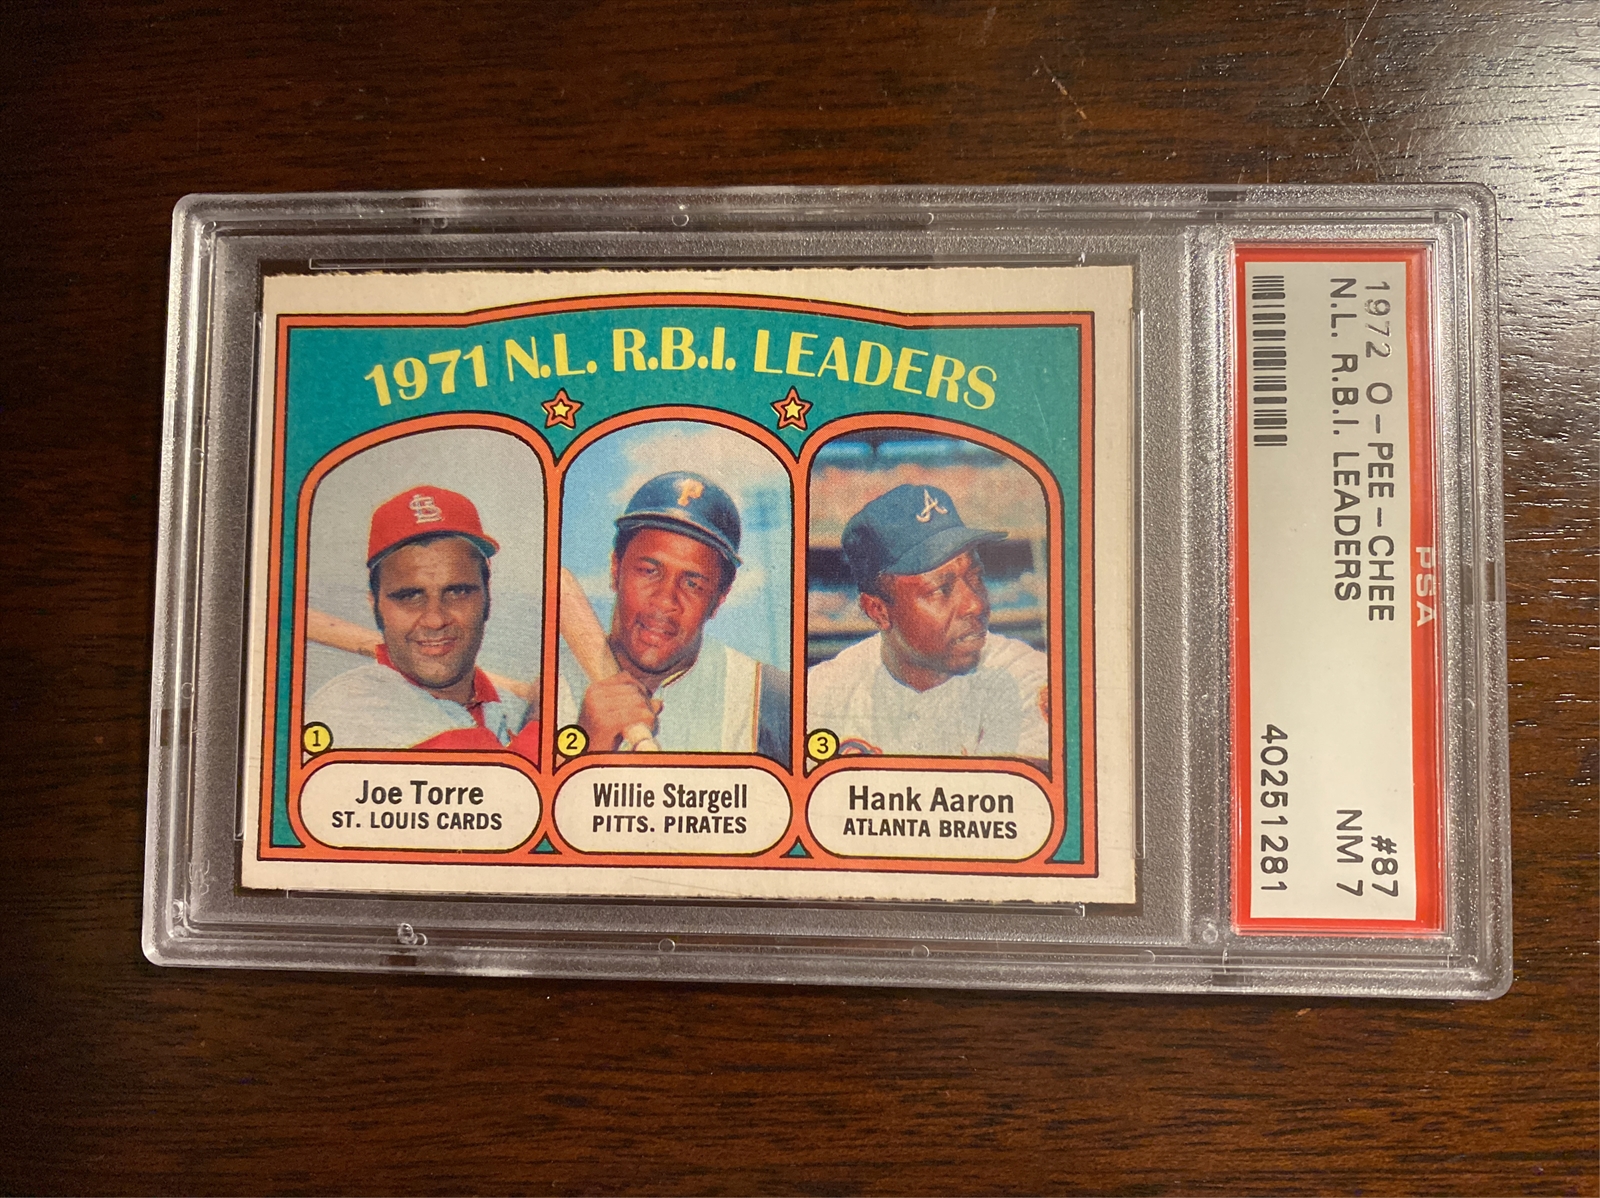 1971 N.L. R.B.I. LEADERS
1
Joe Torre
ST. LOUIS CARDS
2
Willie Stargell
PITTS. PIRATES
3
Hank Aaron
ATLANTA BRAVES
PSA
1972 O-PEE-CHEE #87
N.L. R.B.I. LEADERS NM 7
40251281